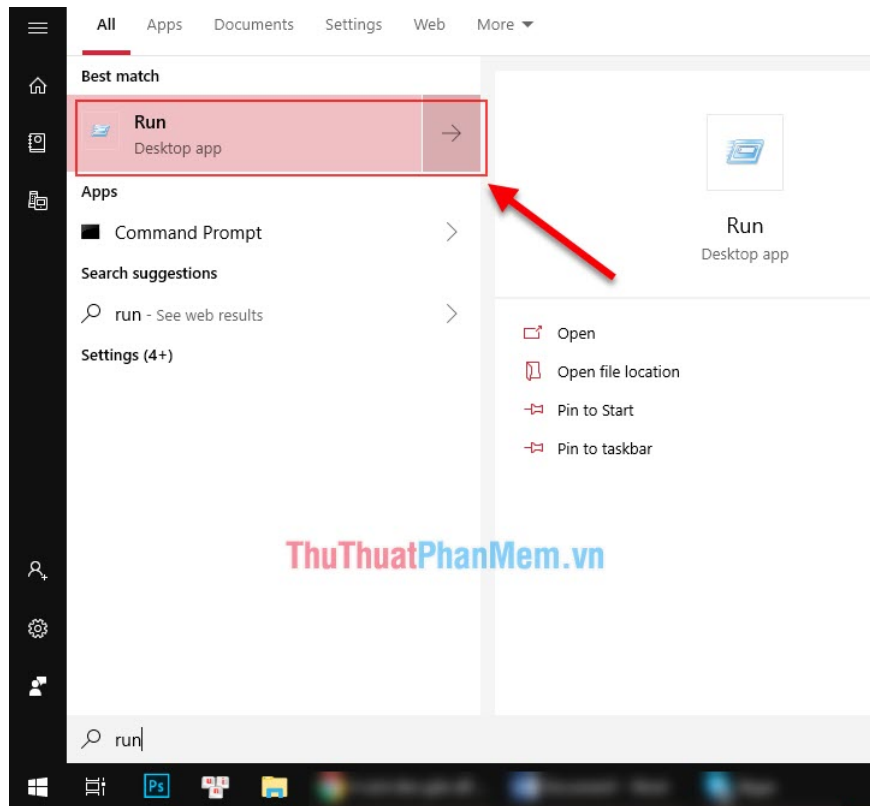 All Apps Documents Settings Web More
Best match
Run
Desktop app
Apps
Command Prompt
Search suggestions
run - See web results
Settings (4+)
Run
Desktop app
Open
Open file location
Pin to Start
Pin to taskbar
ThuThuatPhanMem.vn
run
Ps
u i
n